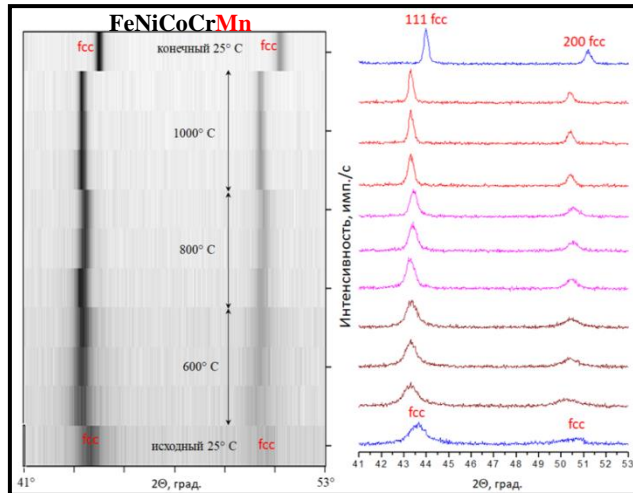 FeNiCoCrMn
fcc
конечный 25° C
fcc
1000° C
800° C
600° C
fcc
исходный 25° C
fcc
41°
53°
2Θ, град.
111 fcc
200 fcc
Интенсивность, имп./с
fcc
fcc
41 42 43 44 45 46 47 48 49 50 51 52 53
2Θ, град.